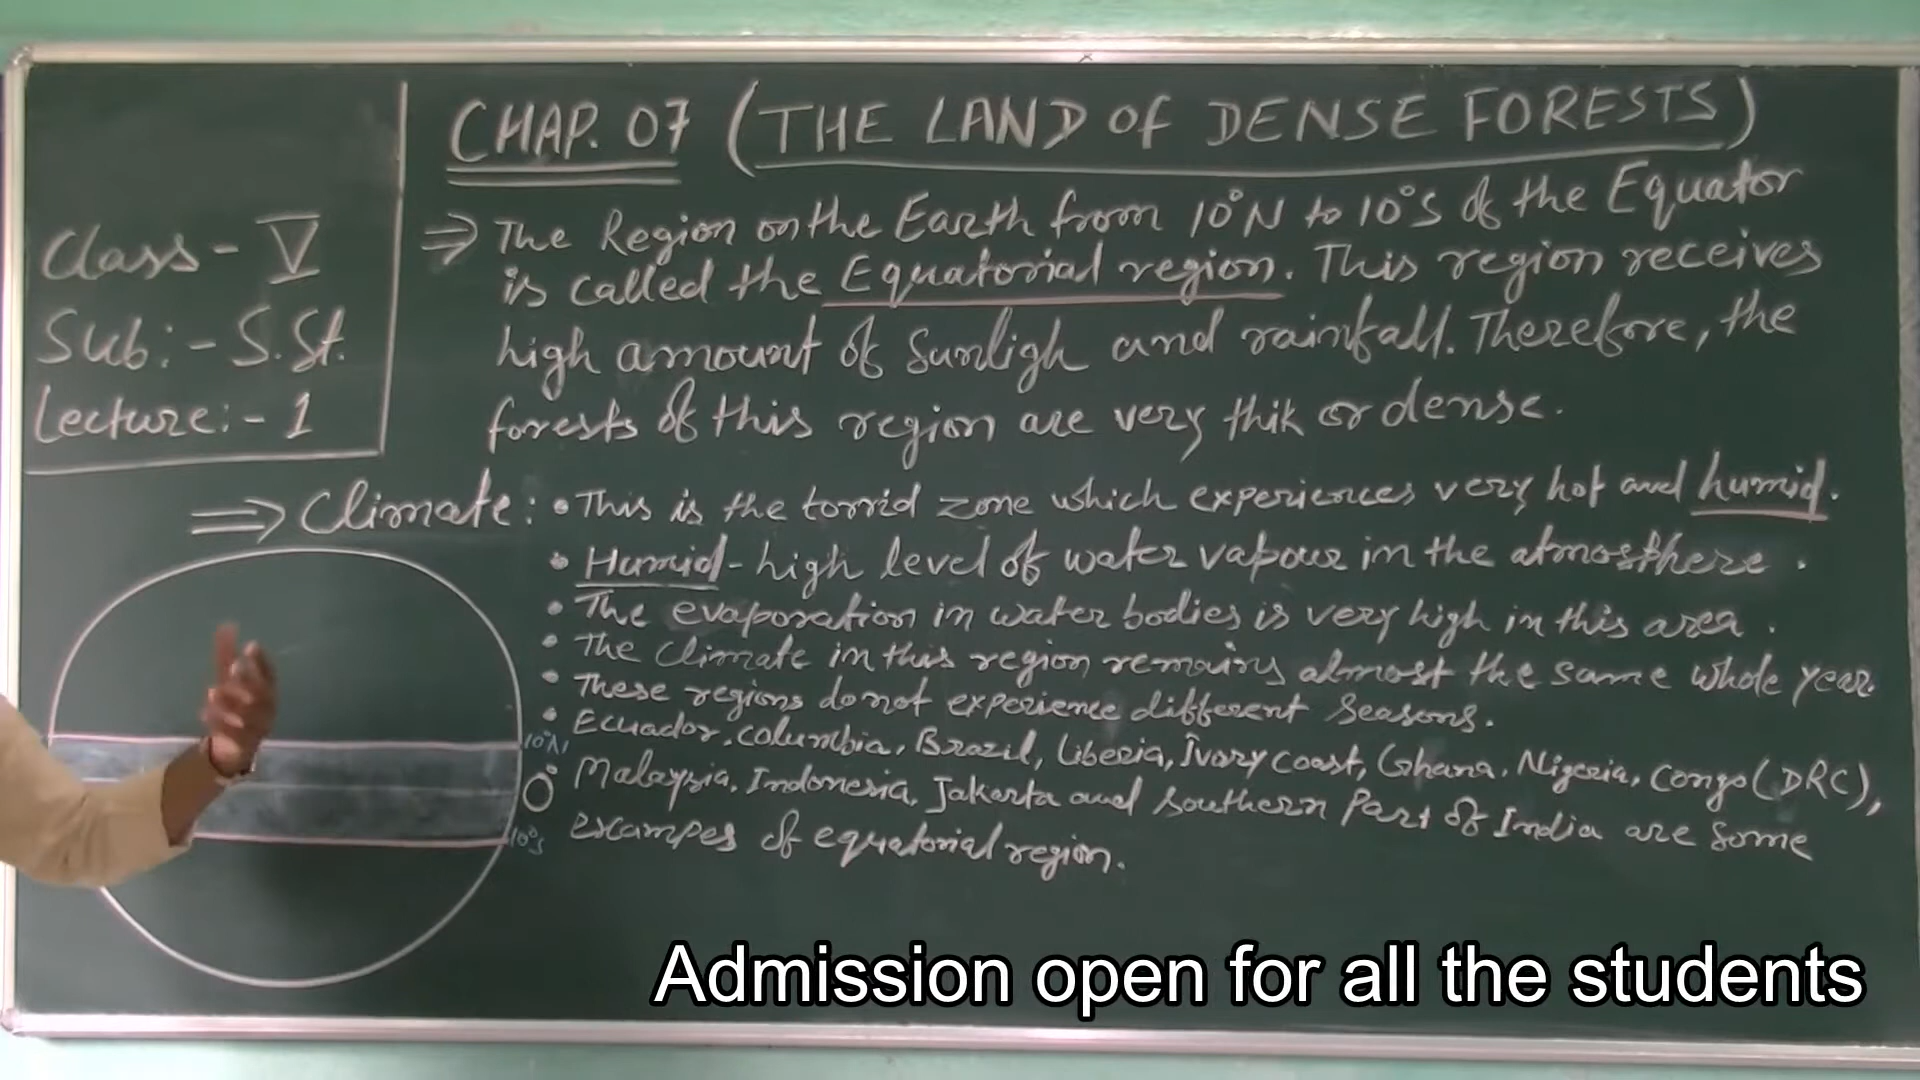 CHAP. 07 (THE LAND of DENSE FORESTS)
Class - V
Sub:- S.St.
Lecture:- 1
⇒ The Region on the Earth from 10°N to 10°S of the Equator
is called the Equatorial region. This region receives
high amount of Sunligh and rainfall. Therefore, the
forests of this region are very thik or dense.
⇒ Climate: • This is the torrid zone which experiences very hot and humid.
• Humid - high level of water vapour in the atmosthere.
• The evaporation in water bodies is very high in this area.
• The climate in this region remains almost the same whole year.
• These regions do not experience different seasons.
• Ecuador, columbia, Brazil, Liberia, Ivory coast, Ghana, Nigeria, Congo (DRC),
Malaysia, Indonesia, Jakarta and southern Part of India are some
exampes of equatorial region.
10°N
0°
10°S
Admission open for all the students